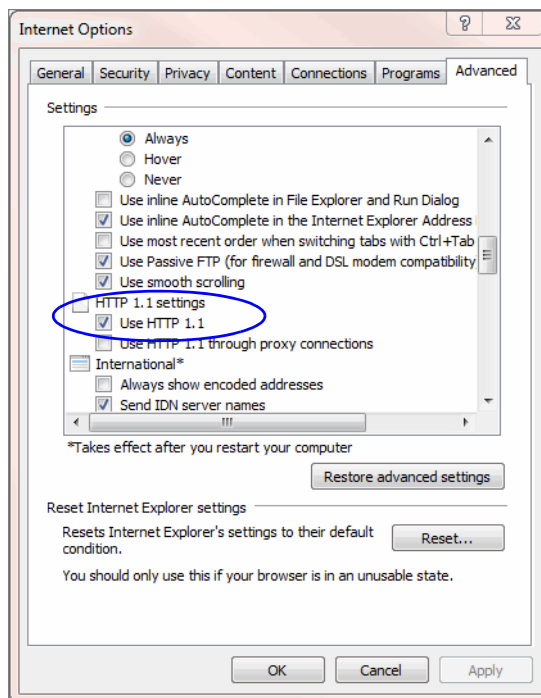 Internet Options
General Security Privacy Content Connections Programs Advanced
Settings
Always
Hover
Never
Use inline AutoComplete in File Explorer and Run Dialog
Use inline AutoComplete in the Internet Explorer Address
Use most recent order when switching tabs with Ctrl+Tab
Use Passive FTP (for firewall and DSL modem compatibility
Use smooth scrolling
HTTP 1.1 settings
Use HTTP 1.1
Use HTTP 1.1 through proxy connections
International*
Always show encoded addresses
Send IDN server names
*Takes effect after you restart your computer
Restore advanced settings
Reset Internet Explorer settings
Resets Internet Explorer's settings to their default
condition.
Reset...
You should only use this if your browser is in an unusable state.
OK Cancel Apply